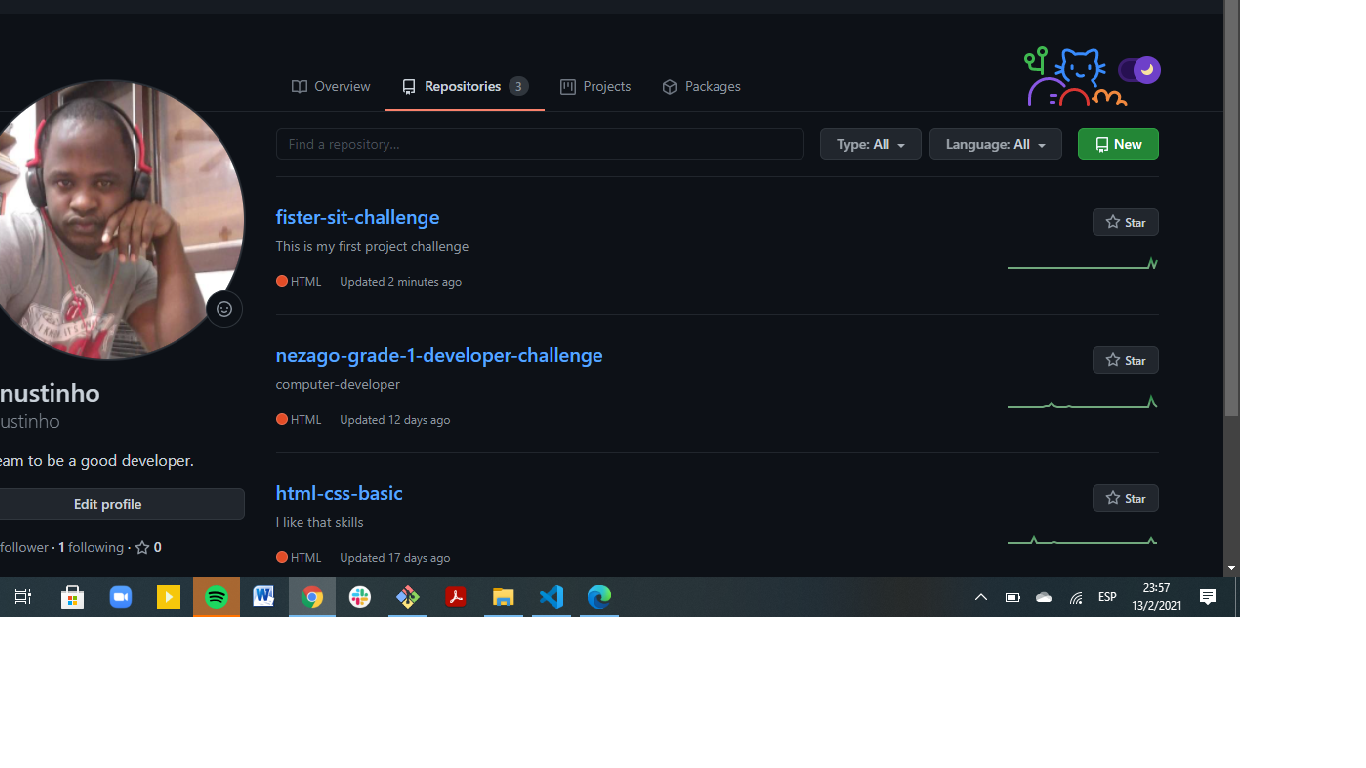 Overview
Repositories 3
Projects
Packages
Find a repository...
Type: All
Language: All
New
fister-sit-challenge
Star
This is my first project challenge
HTML Updated 2 minutes ago
nezago-grade-1-developer-challenge
Star
computer-developer
HTML Updated 12 days ago
html-css-basic
Star
I like that skills
HTML Updated 17 days ago
nustinho
ustinho
eam to be a good developer.
Edit profile
follower · 1 following · 0
ESP
23:57
13/2/2021